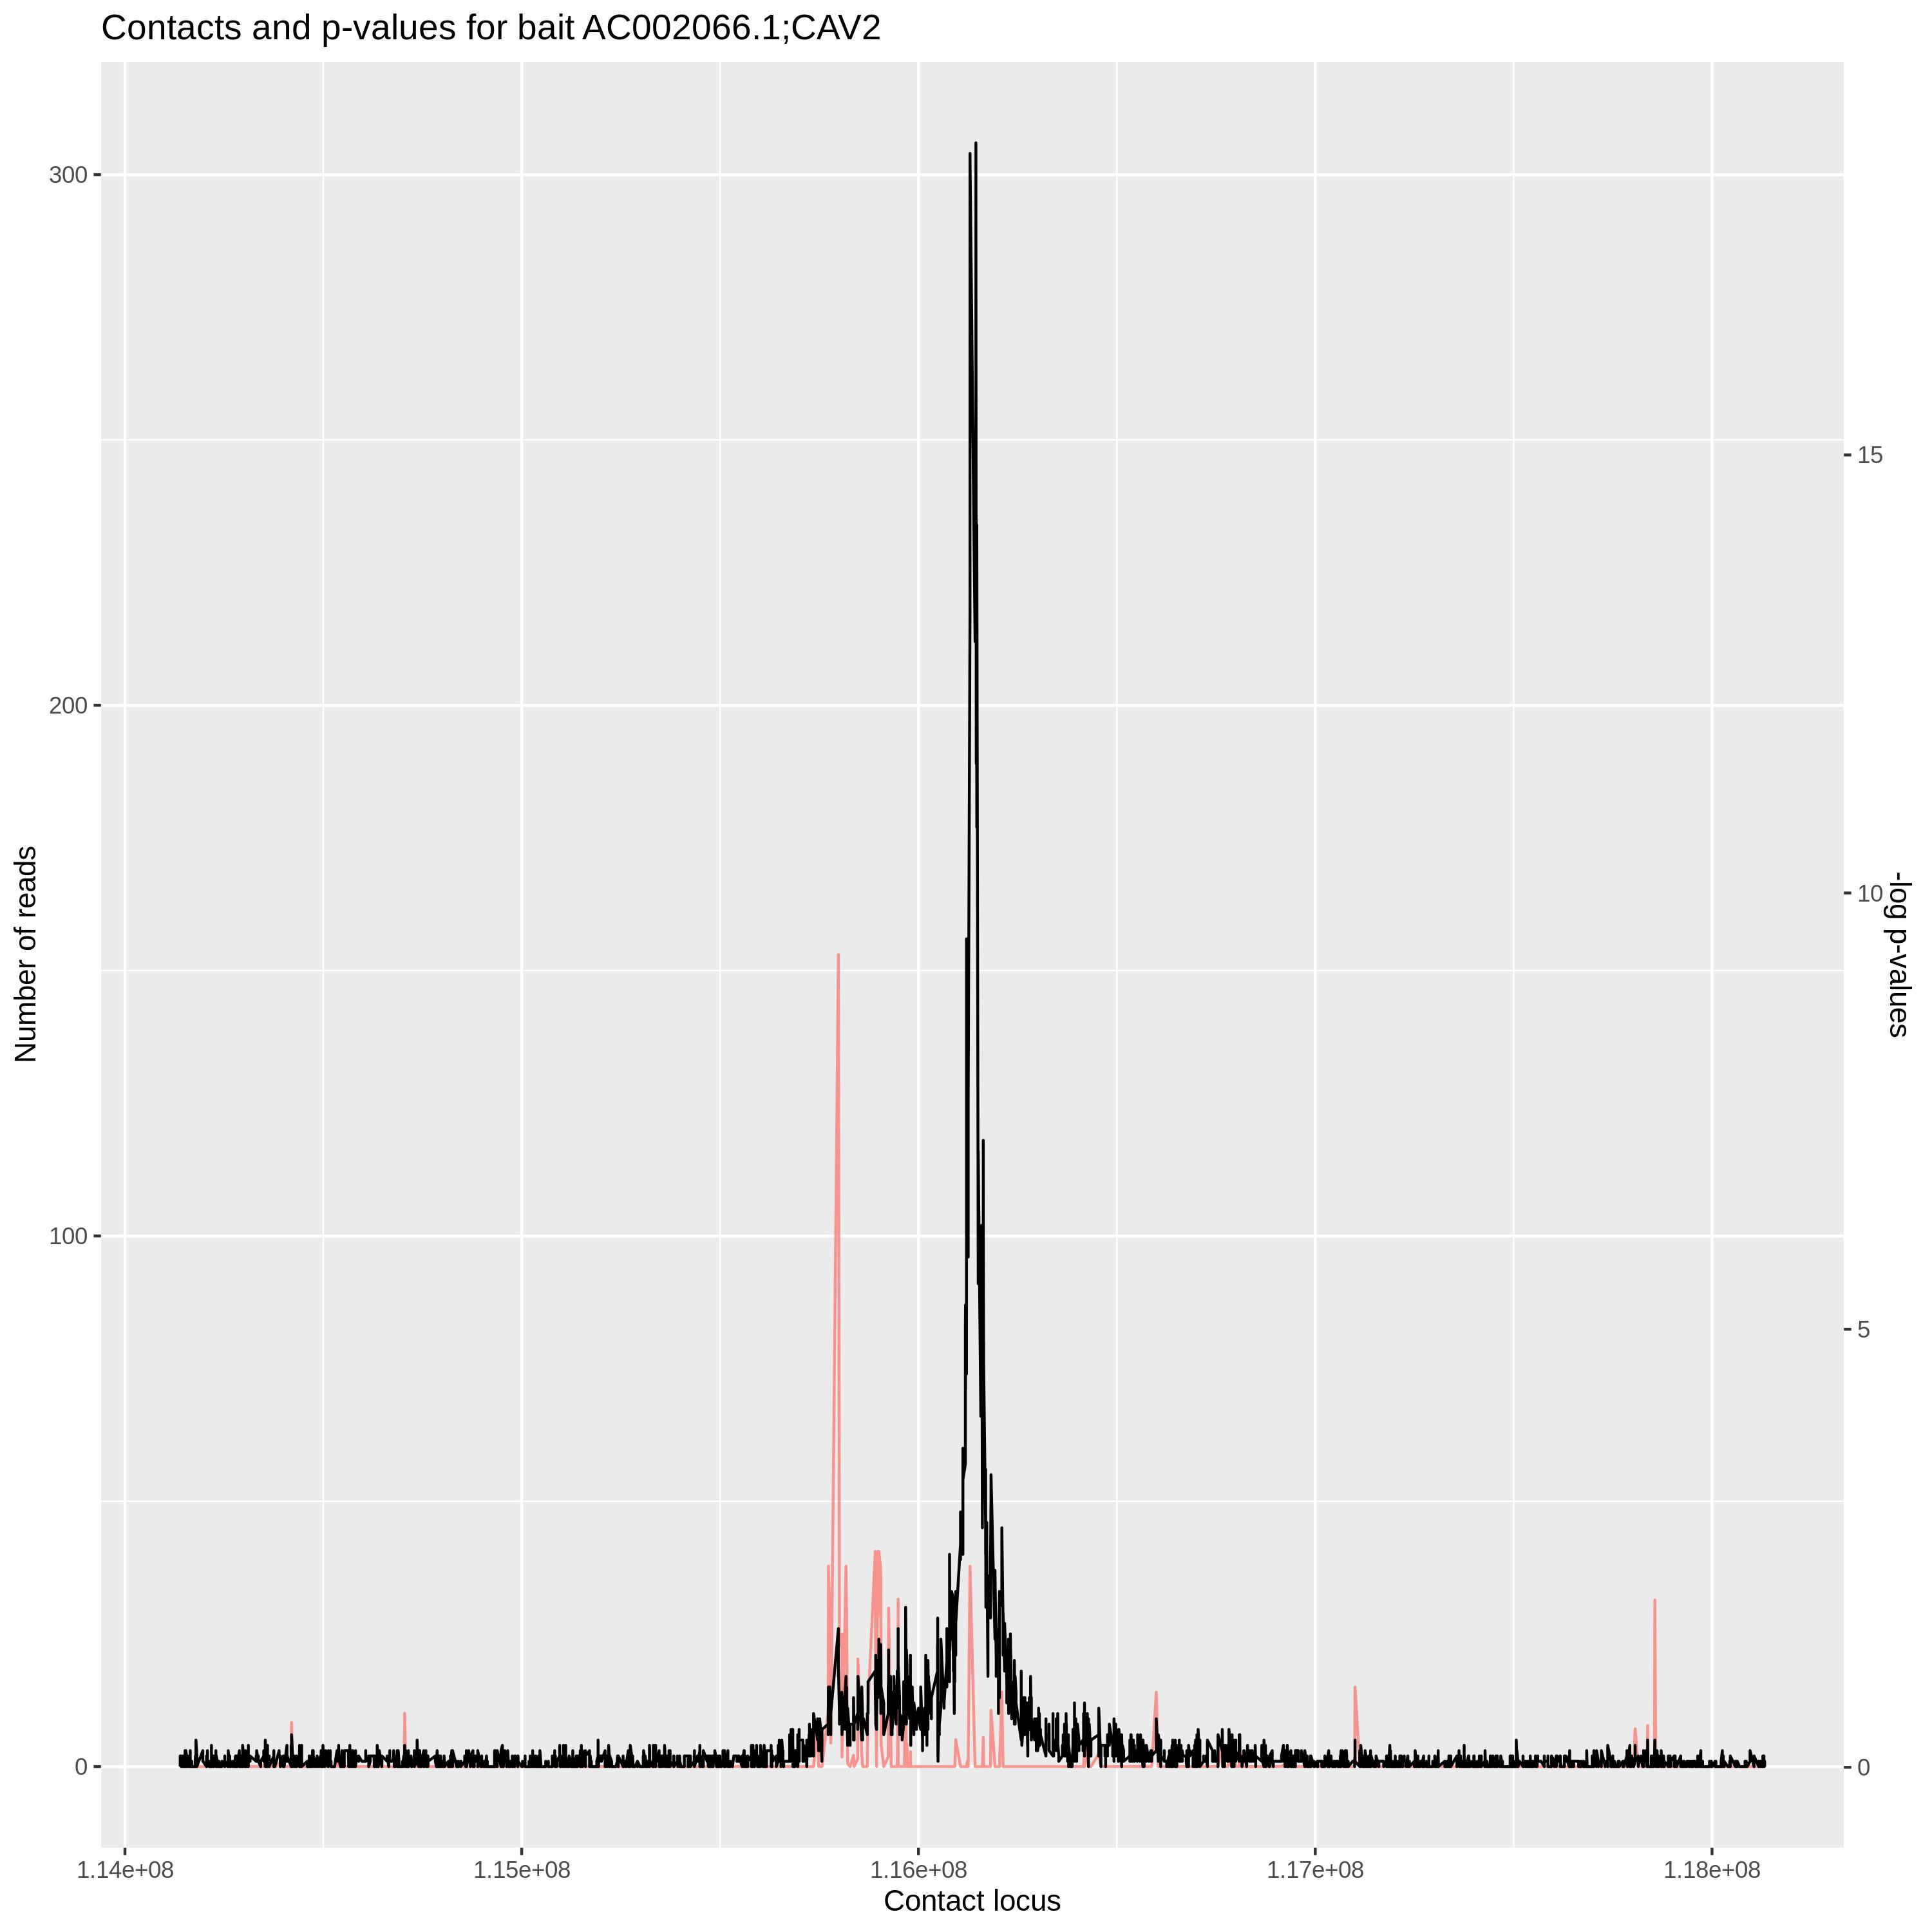 Contacts and p-values for bait AC002066.1;CAV2
300
200
100
0
Number of reads
15
10
5
0
-log p-values
1.14e+08 1.15e+08 1.16e+08 1.17e+08 1.18e+08
Contact locus